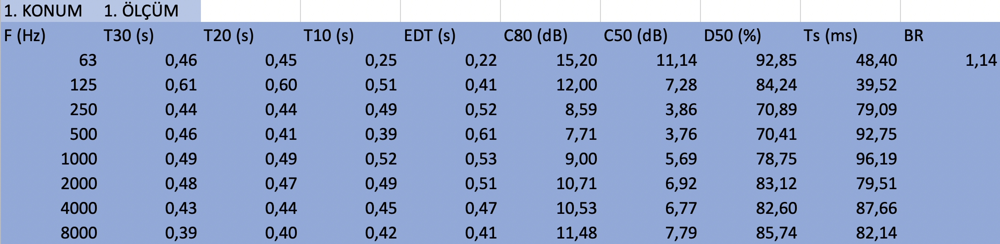 1. KONUM 1. ÖLÇÜM
F (Hz) T30 (s) T20 (s) T10 (s) EDT (s) C80 (dB) C50 (dB) D50 (%) Ts (ms) BR
63 0,46 0,45 0,25 0,22 15,20 11,14 92,85 48,40 1,14
125 0,61 0,60 0,51 0,41 12,00 7,28 84,24 39,52
250 0,44 0,44 0,49 0,52 8,59 3,86 70,89 79,09
500 0,46 0,41 0,39 0,61 7,71 3,76 70,41 92,75
1000 0,49 0,49 0,52 0,53 9,00 5,69 78,75 96,19
2000 0,48 0,47 0,49 0,51 10,71 6,92 83,12 79,51
4000 0,43 0,44 0,45 0,47 10,53 6,77 82,60 87,66
8000 0,39 0,40 0,42 0,41 11,48 7,79 85,74 82,14